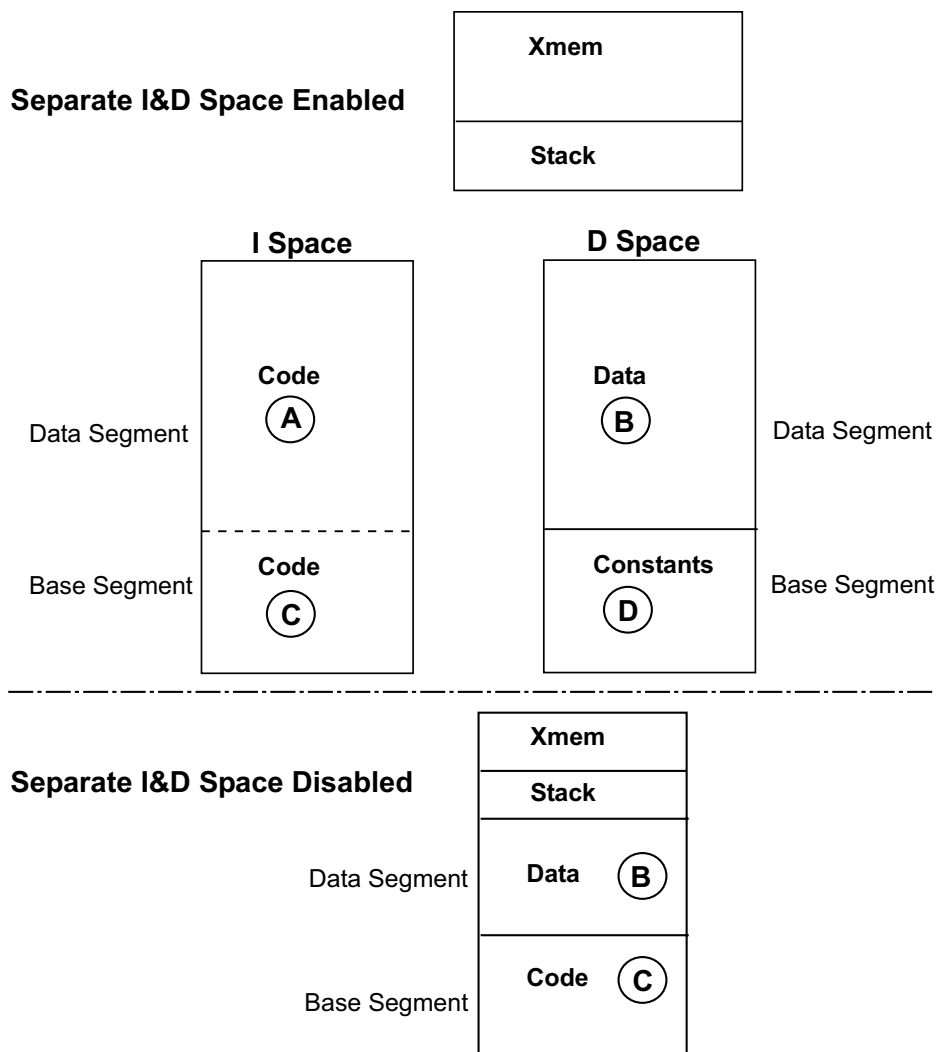 Xmem
Separate I&D Space Enabled
Stack
I Space
D Space
Code
Data
A
B
Data Segment
Data Segment
Code
Constants
Base Segment
Base Segment
C
D
Xmem
Separate I&D Space Disabled
Stack
Data Segment
Data
B
Code
C
Base Segment